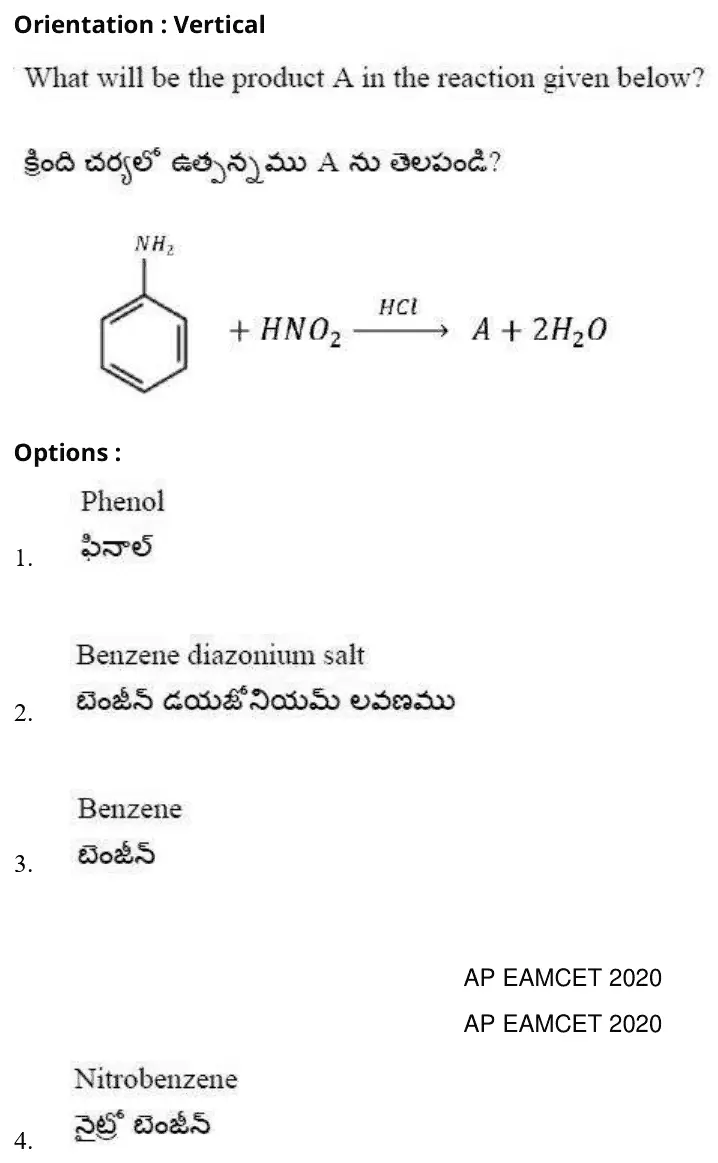 Orientation : Vertical
What will be the product A in the reaction given below?
క్రింది చర్యలో ఉత్పన్నము A ను తెలపండి?
NH₂
+ HNO₂ HCl → A + 2H₂O
Options :
Phenol
1. ఫినాల్
Benzene diazonium salt
2. బెంజీన్ డయజోనియమ్ లవణము
Benzene
3. బెంజీన్
AP EAMCET 2020
AP EAMCET 2020
Nitrobenzene
4. నైట్రో బెంజీన్